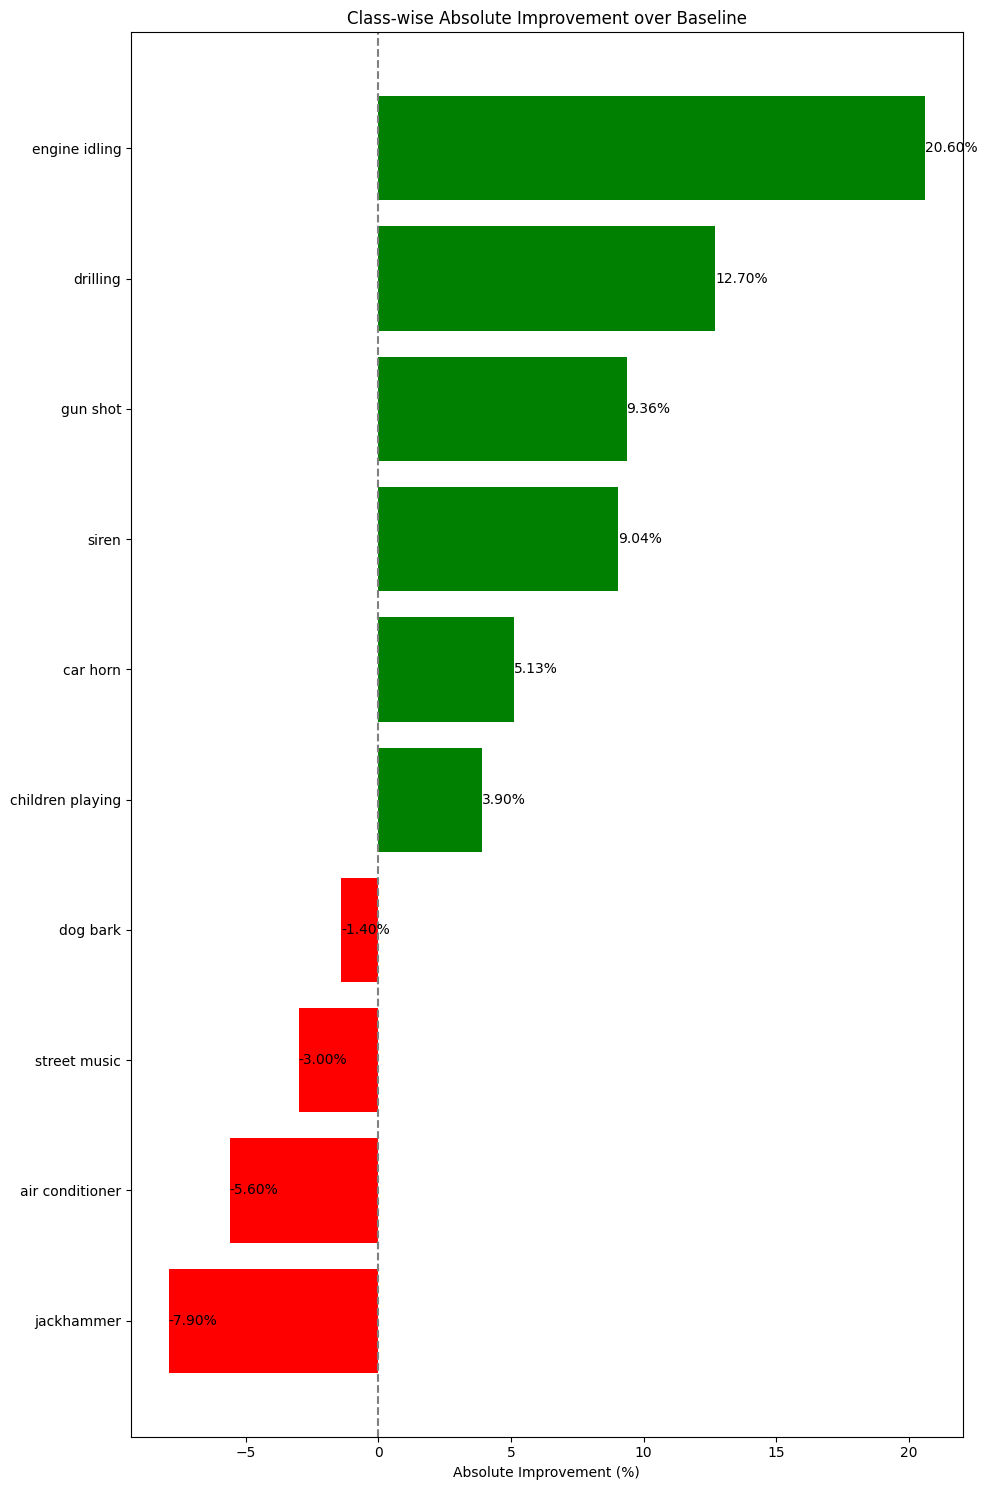 Class-wise Absolute Improvement over Baseline
engine idling
20.60%
drilling
12.70%
gun shot
9.36%
siren
9.04%
car horn
5.13%
children playing
3.90%
dog bark
-1.40%
street music
-3.00%
air conditioner
-5.60%
jackhammer
-7.90%
−5 0 5 10 15 20
Absolute Improvement (%)